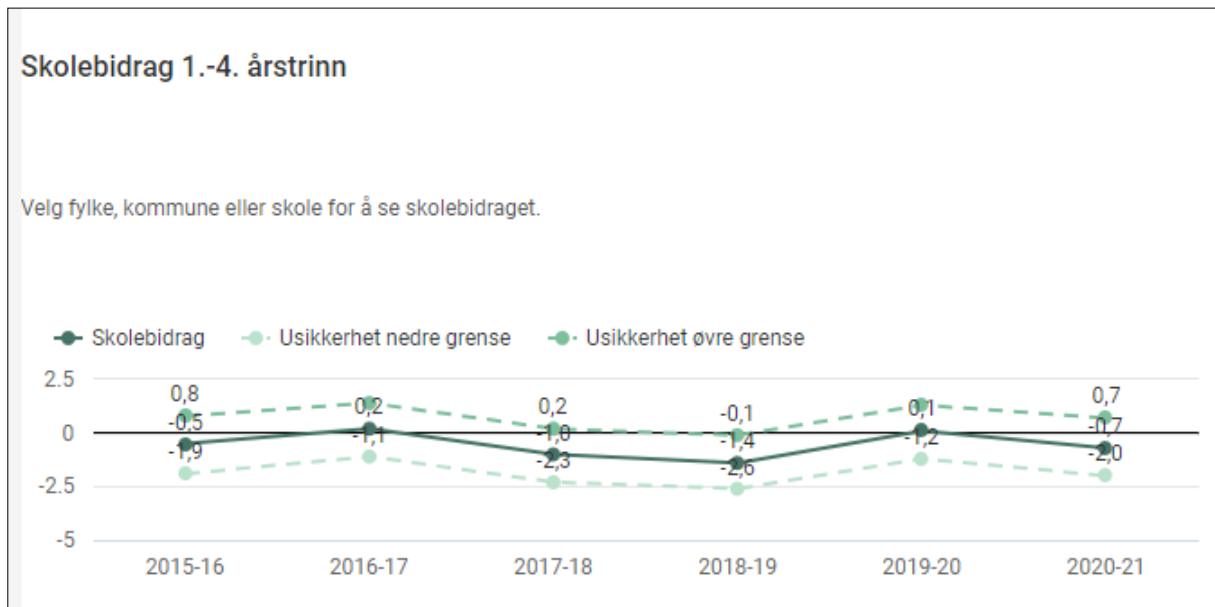 Skolebidrag 1.-4. årstrinn
Velg fylke, kommune eller skole for å se skolebidraget.
Skolebidrag Usikkerhet nedre grense Usikkerhet øvre grense
2.5
0,8 0,2 0,2 -0,1 0,1 0,7
0
-0,5 -1,1 -1,0 -1,4 -1,2 -0,7
-1,9 -2,3 -2,6 -2,0
-2.5
-5
2015-16 2016-17 2017-18 2018-19 2019-20 2020-21